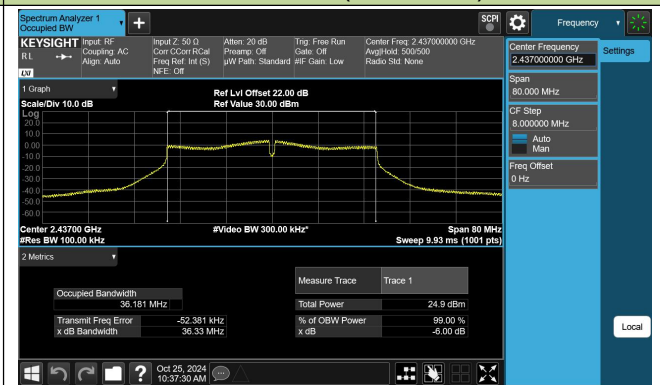 Spectrum Analyzer 1
Occupied BW
SCPI
Frequency
KEYSIGHT
RL
LXI
Input: RF
Coupling: AC
Align: Auto
Input Z: 50 Ω
Corr CCorr RCal
Freq Ref: Int (S)
NFE: Off
Atten: 20 dB
Preamp: Off
µW Path: Standard
Trig: Free Run
Gate: Off
#IF Gain: Low
Center Freq: 2.437000000 GHz
Avg|Hold: 500/500
Radio Std: None
Center Frequency
2.437000000 GHz
Settings
Span
80.000 MHz
CF Step
8.000000 MHz
Auto
Man
Freq Offset
0 Hz
1 Graph
Scale/Div 10.0 dB
Ref Lvl Offset 22.00 dB
Ref Value 30.00 dBm
Log
20.0
10.0
0.00
-10.0
-20.0
-30.0
-40.0
-50.0
-60.0
Center 2.43700 GHz
#Video BW 300.00 kHz*
Span 80 MHz
#Res BW 100.00 kHz
Sweep 9.93 ms (1001 pts)
2 Metrics
Measure Trace
Trace 1
Occupied Bandwidth
36.181 MHz
Total Power
24.9 dBm
Transmit Freq Error
-52.381 kHz
% of OBW Power
99.00 %
x dB Bandwidth
36.33 MHz
x dB
-6.00 dB
Local
Oct 25, 2024
10:37:30 AM